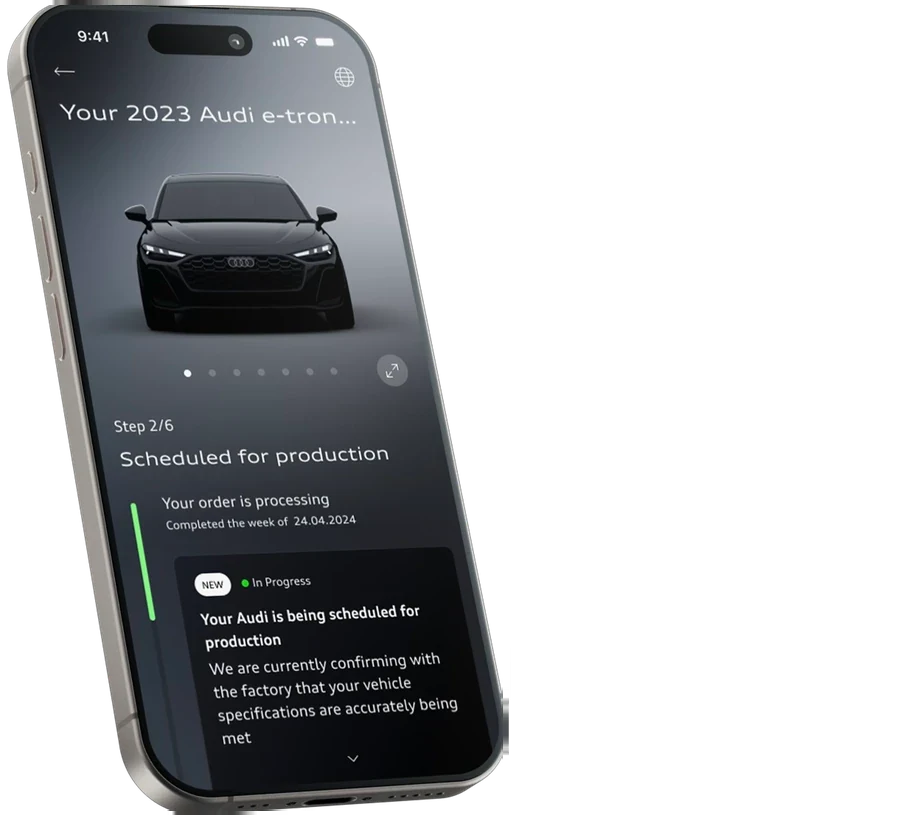 9:41
Your 2023 Audi e-tron...
Step 2/6
Scheduled for production
Your order is processing
Completed the week of 24.04.2024
NEW In Progress
Your Audi is being scheduled for
production
We are currently confirming with
the factory that your vehicle
specifications are accurately being
met